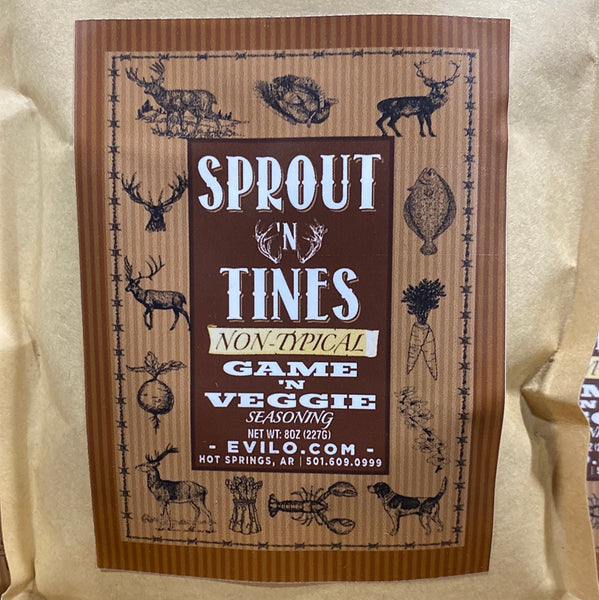 SPROUT
'N
TINES
NON-TYPICAL
GAME
'N
VEGGIE
SEASONING
NET WT: 8OZ (227G)
- EVILO.COM -
HOT SPRINGS, AR | 501.609.0999